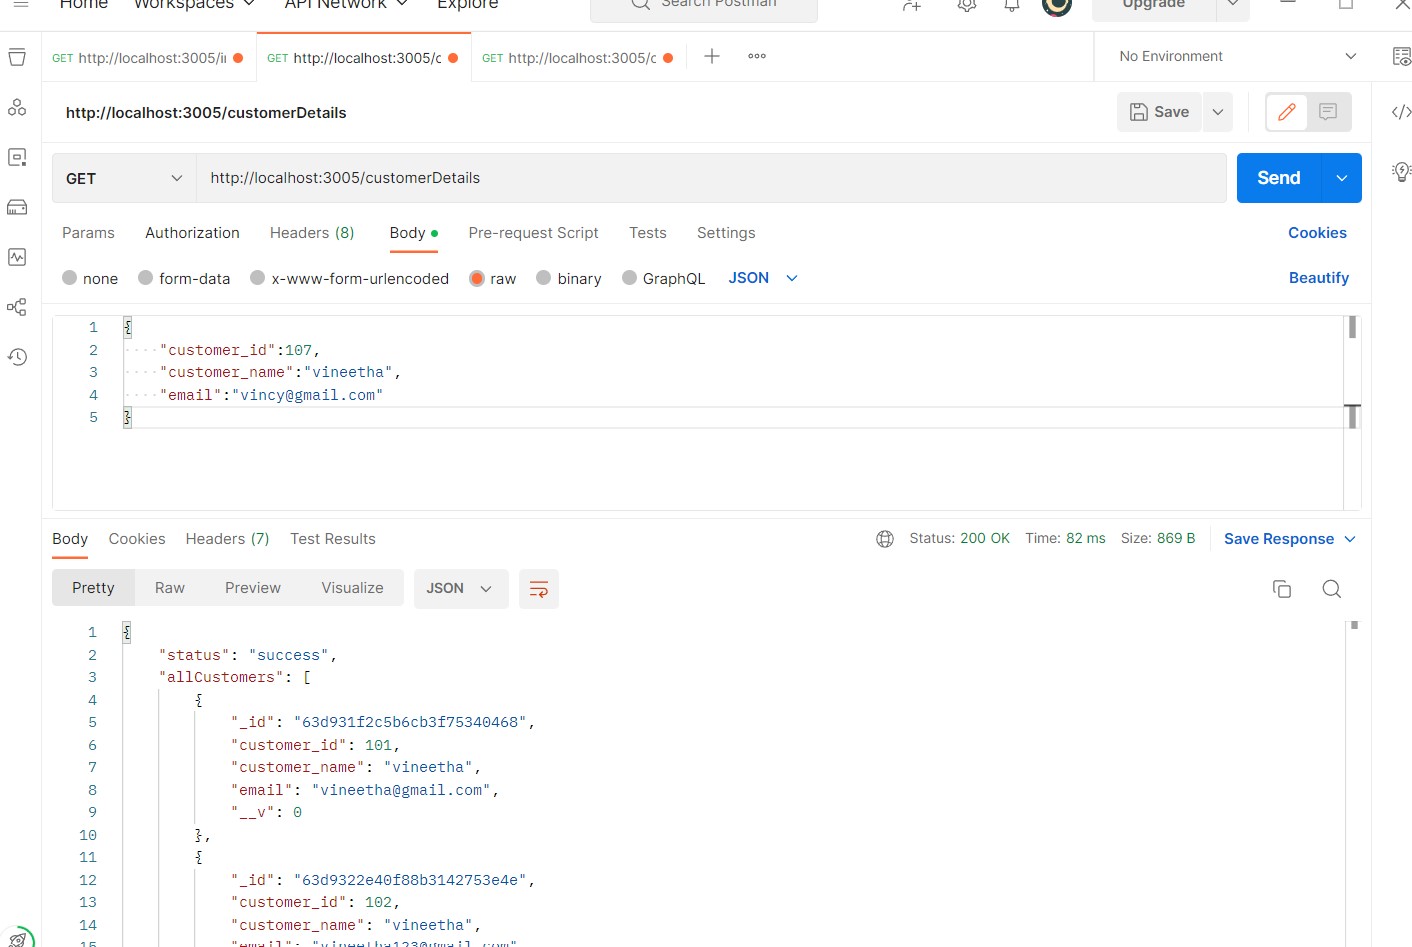 Home Workspaces API Network Explore Search Postman Upgrade
GET http://localhost:3005/i GET http://localhost:3005/c GET http://localhost:3005/c No Environment
http://localhost:3005/customerDetails Save
GET http://localhost:3005/customerDetails Send
Params Authorization Headers (8) Body Pre-request Script Tests Settings Cookies
none form-data x-www-form-urlencoded raw binary GraphQL JSON Beautify
1 {
2 "customer_id":107,
3 "customer_name":"vineetha",
4 "email":"vincy@gmail.com"
5 }
Body Cookies Headers (7) Test Results Status: 200 OK Time: 82 ms Size: 869 B Save Response
Pretty Raw Preview Visualize JSON
1 {
2 "status": "success",
3 "allCustomers": [
4 {
5 "_id": "63d931f2c5b6cb3f75340468",
6 "customer_id": 101,
7 "customer_name": "vineetha",
8 "email": "vineetha@gmail.com",
9 "__v": 0
10 },
11 {
12 "_id": "63d9322e40f88b3142753e4e",
13 "customer_id": 102,
14 "customer_name": "vineetha",
15 "email": "vineetha123@gmail.com"